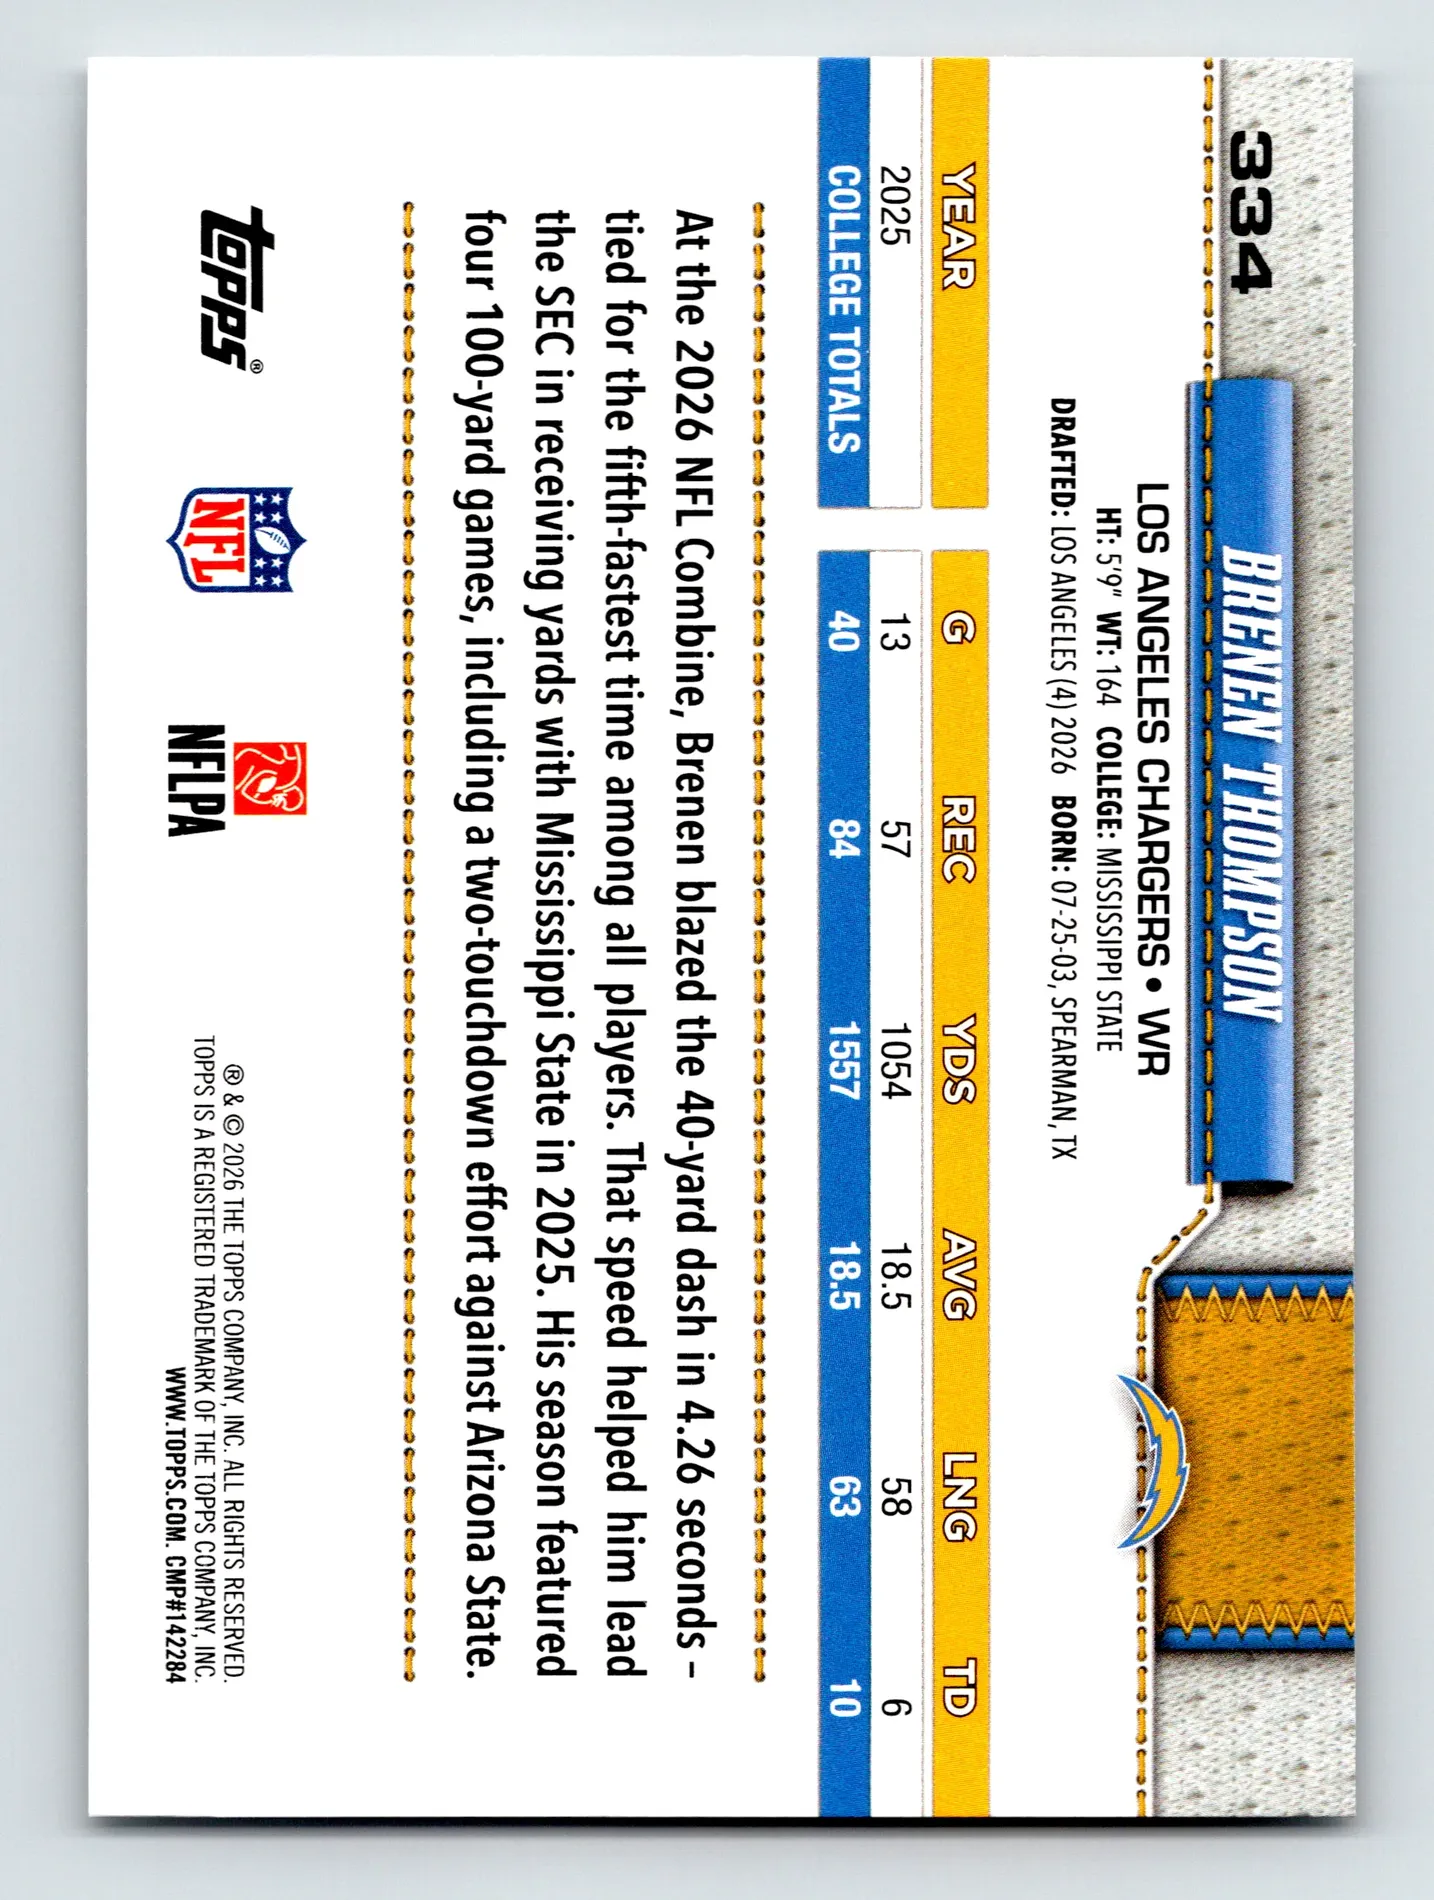 334
BRENEN THOMPSON
LOS ANGELES CHARGERS • WR
HT: 5'9" WT: 164 COLLEGE: MISSISSIPPI STATE
DRAFTED: LOS ANGELES (4) 2026 BORN: 07-25-03, SPEARMAN, TX
YEAR G REC YDS AVG LNG TD
2025 13 57 1054 18.5 58 6
COLLEGE TOTALS 40 84 1557 18.5 63 10
At the 2026 NFL Combine, Brenen blazed the 40-yard dash in 4.26 seconds –
tied for the fifth-fastest time among all players. That speed helped him lead
the SEC in receiving yards with Mississippi State in 2025. His season featured
four 100-yard games, including a two-touchdown effort against Arizona State.
topps®
NFL
NFLPA
® & © 2026 THE TOPPS COMPANY, INC. ALL RIGHTS RESERVED.
TOPPS IS A REGISTERED TRADEMARK OF THE TOPPS COMPANY, INC.
WWW.TOPPS.COM. CMP#142284